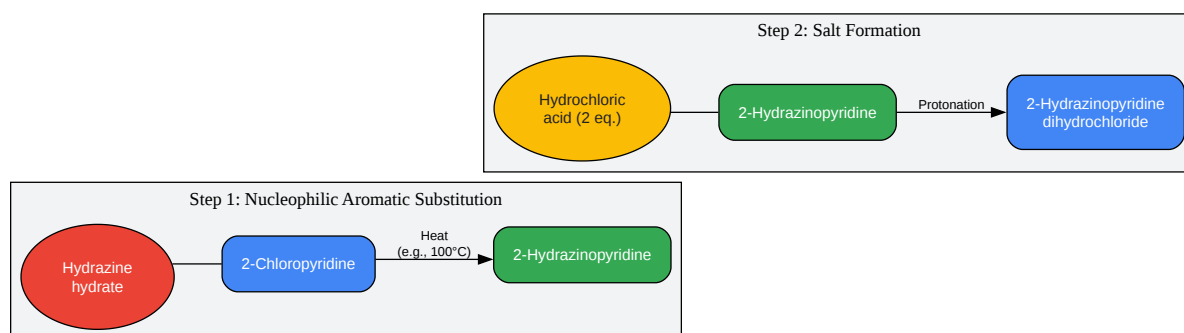 Step 2: Salt Formation
Hydrochloric
acid (2 eq.)
2-Hydrazinopyridine
Protonation
2-Hydrazinopyridine
dihydrochloride
Step 1: Nucleophilic Aromatic Substitution
Hydrazine
hydrate
2-Chloropyridine
Heat
(e.g., 100°C)
2-Hydrazinopyridine